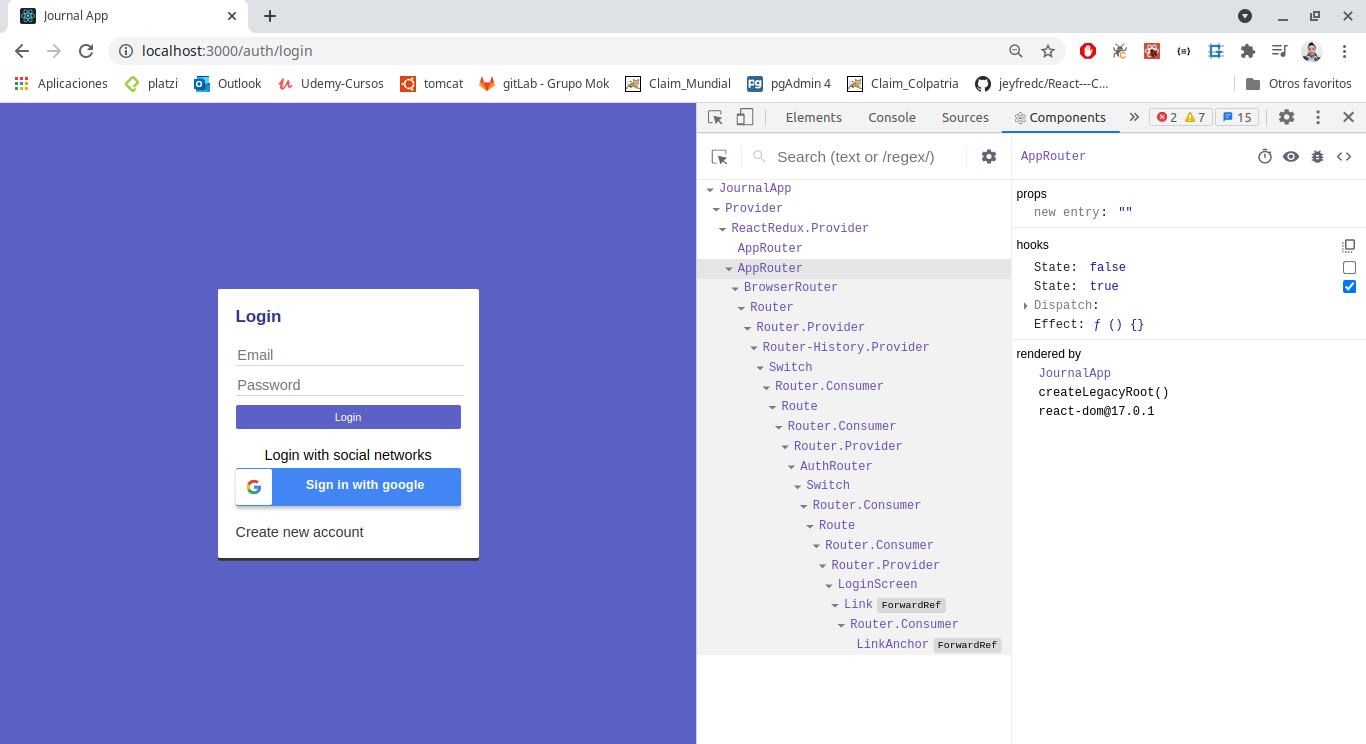 Journal App
localhost:3000/auth/login
Aplicaciones platzi Outlook Udemy-Cursos tomcat gitLab - Grupo Mok Claim_Mundial pgAdmin 4 Claim_Colpatria jeyfredc/React---C... Otros favoritos
Elements Console Sources Components 2 7 15
Search (text or /regex/)
AppRouter
JournalApp
Provider
ReactRedux.Provider
AppRouter
AppRouter
BrowserRouter
Router
Router.Provider
Router-History.Provider
Switch
Router.Consumer
Route
Router.Consumer
Router.Provider
AuthRouter
Switch
Router.Consumer
Route
Router.Consumer
Router.Provider
LoginScreen
Link ForwardRef
Router.Consumer
LinkAnchor ForwardRef
props
new entry: ""
hooks
State: false
State: true
Dispatch:
Effect: ƒ () {}
rendered by
JournalApp
createLegacyRoot()
react-dom@17.0.1
Login
Email
Password
Login
Login with social networks
Sign in with google
Create new account